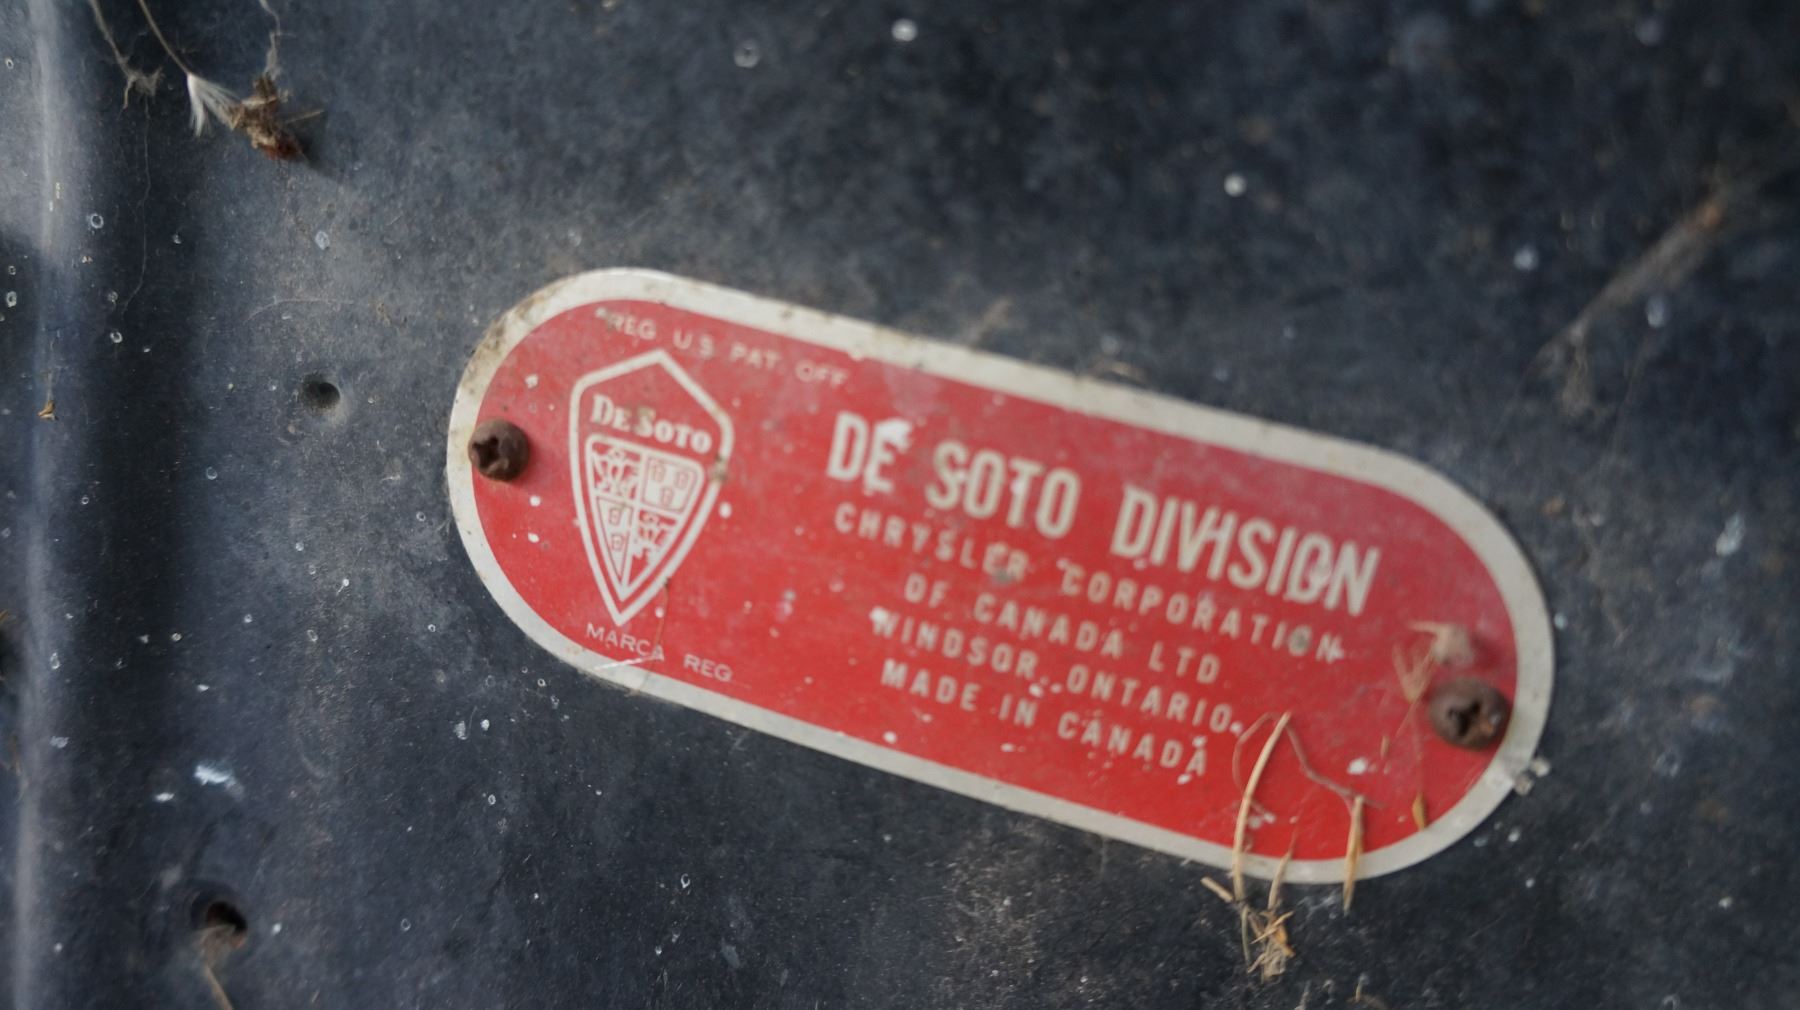 REG. U.S. PAT. OFF.
DE SOTO
MARCA REG
DE SOTO DIVISION
CHRYSLER CORPORATION
OF CANADA LTD
WINDSOR, ONTARIO.
MADE IN CANADA